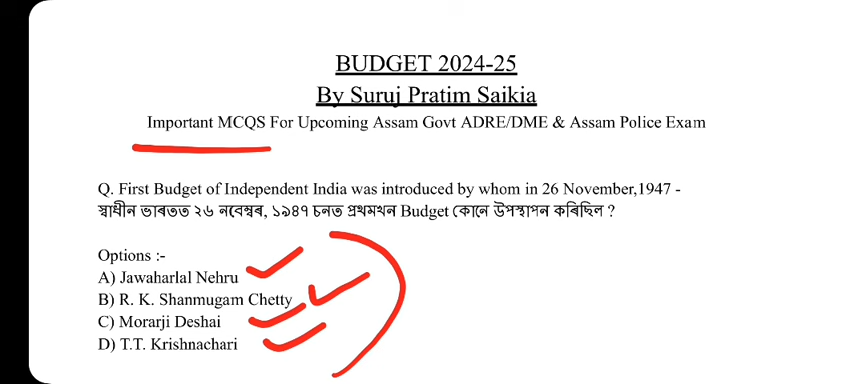 BUDGET 2024-25
By Suruj Pratim Saikia
Important MCQS For Upcoming Assam Govt ADRE/DME & Assam Police Exam
Q. First Budget of Independent India was introduced by whom in 26 November,1947 -
স্বাধীন ভাৰতত ২৬ নবেম্বৰ, ১৯৪৭ চনত প্ৰথমখন Budget কোনে উপস্থাপন কৰিছিল ?
Options :-
A) Jawaharlal Nehru
B) R. K. Shanmugam Chetty
C) Morarji Deshai
D) T.T. Krishnachari